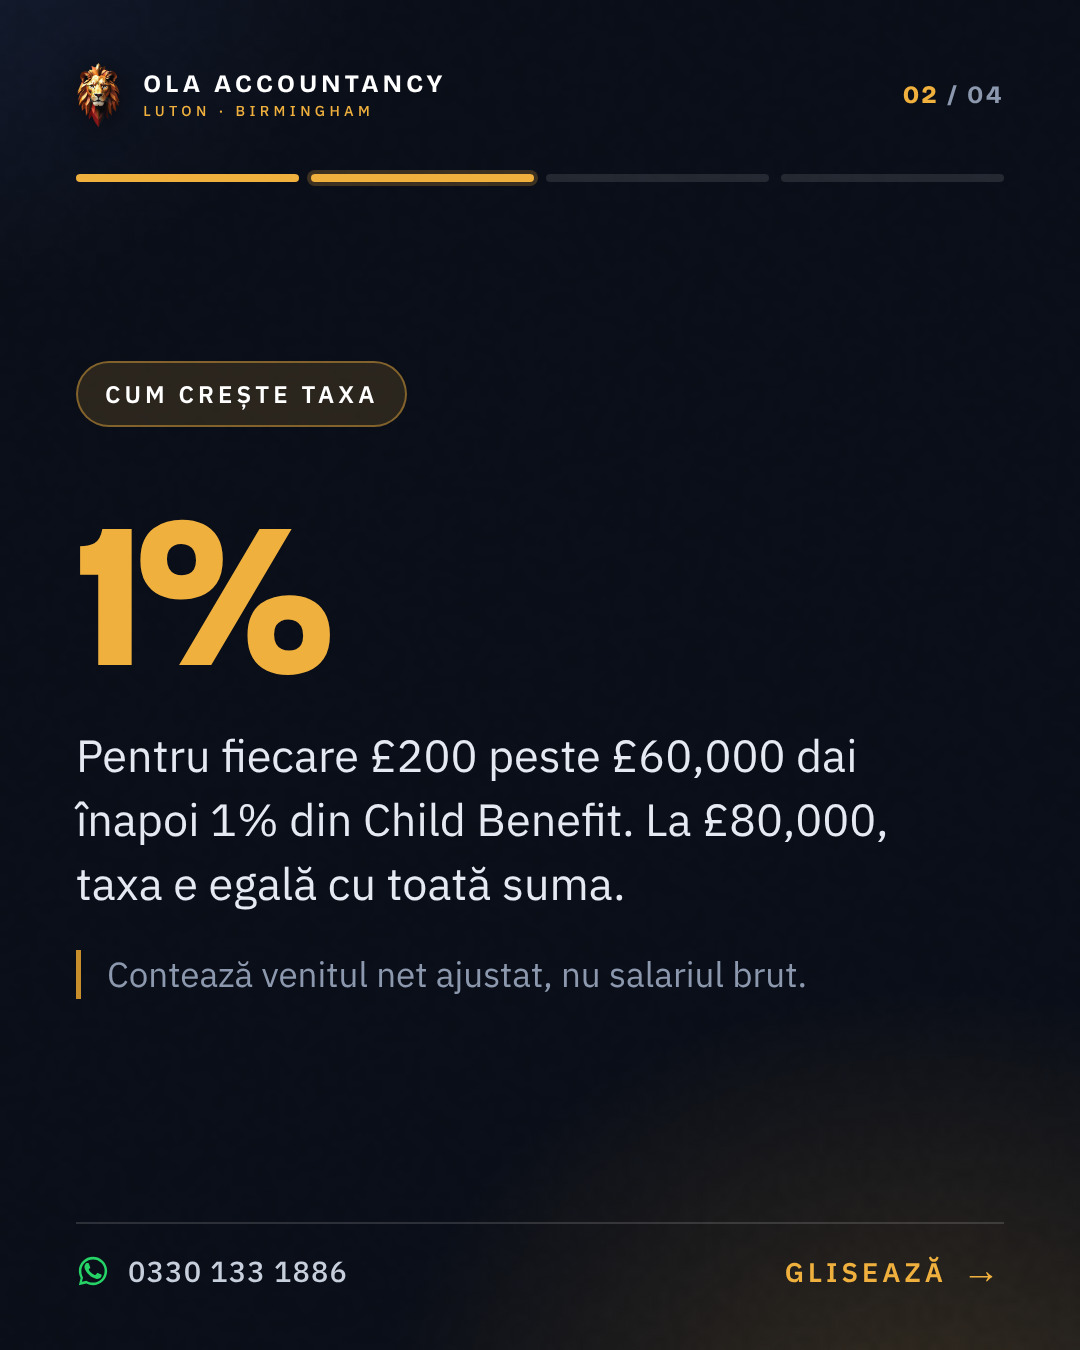 OLA ACCOUNTANCY
LUTON · BIRMINGHAM
02 / 04
CUM CREȘTE TAXA
1%
Pentru fiecare £200 peste £60,000 dai
înapoi 1% din Child Benefit. La £80,000,
taxa e egală cu toată suma.
Contează venitul net ajustat, nu salariul brut.
0330 133 1886
GLISEAZĂ →